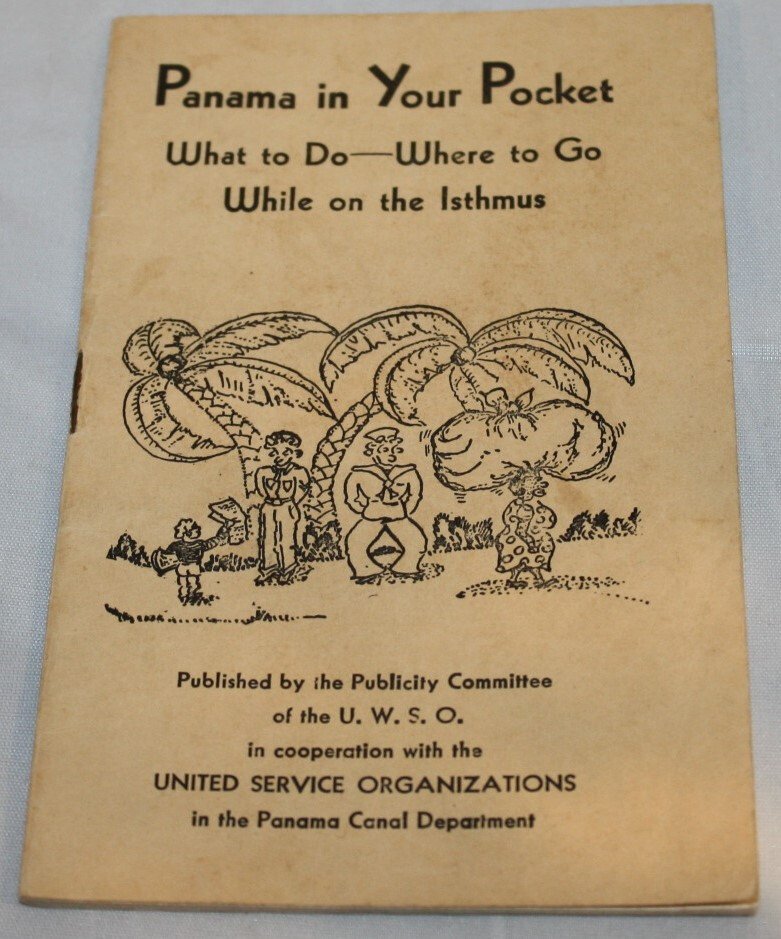 Panama in Your Pocket
What to Do—Where to Go
While on the Isthmus
Published by the Publicity Committee
of the U. W. S. O.
in cooperation with the
UNITED SERVICE ORGANIZATIONS
in the Panama Canal Department